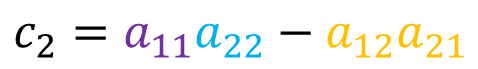 c₂ = a₁₁a₂₂ − a₁₂a₂₁